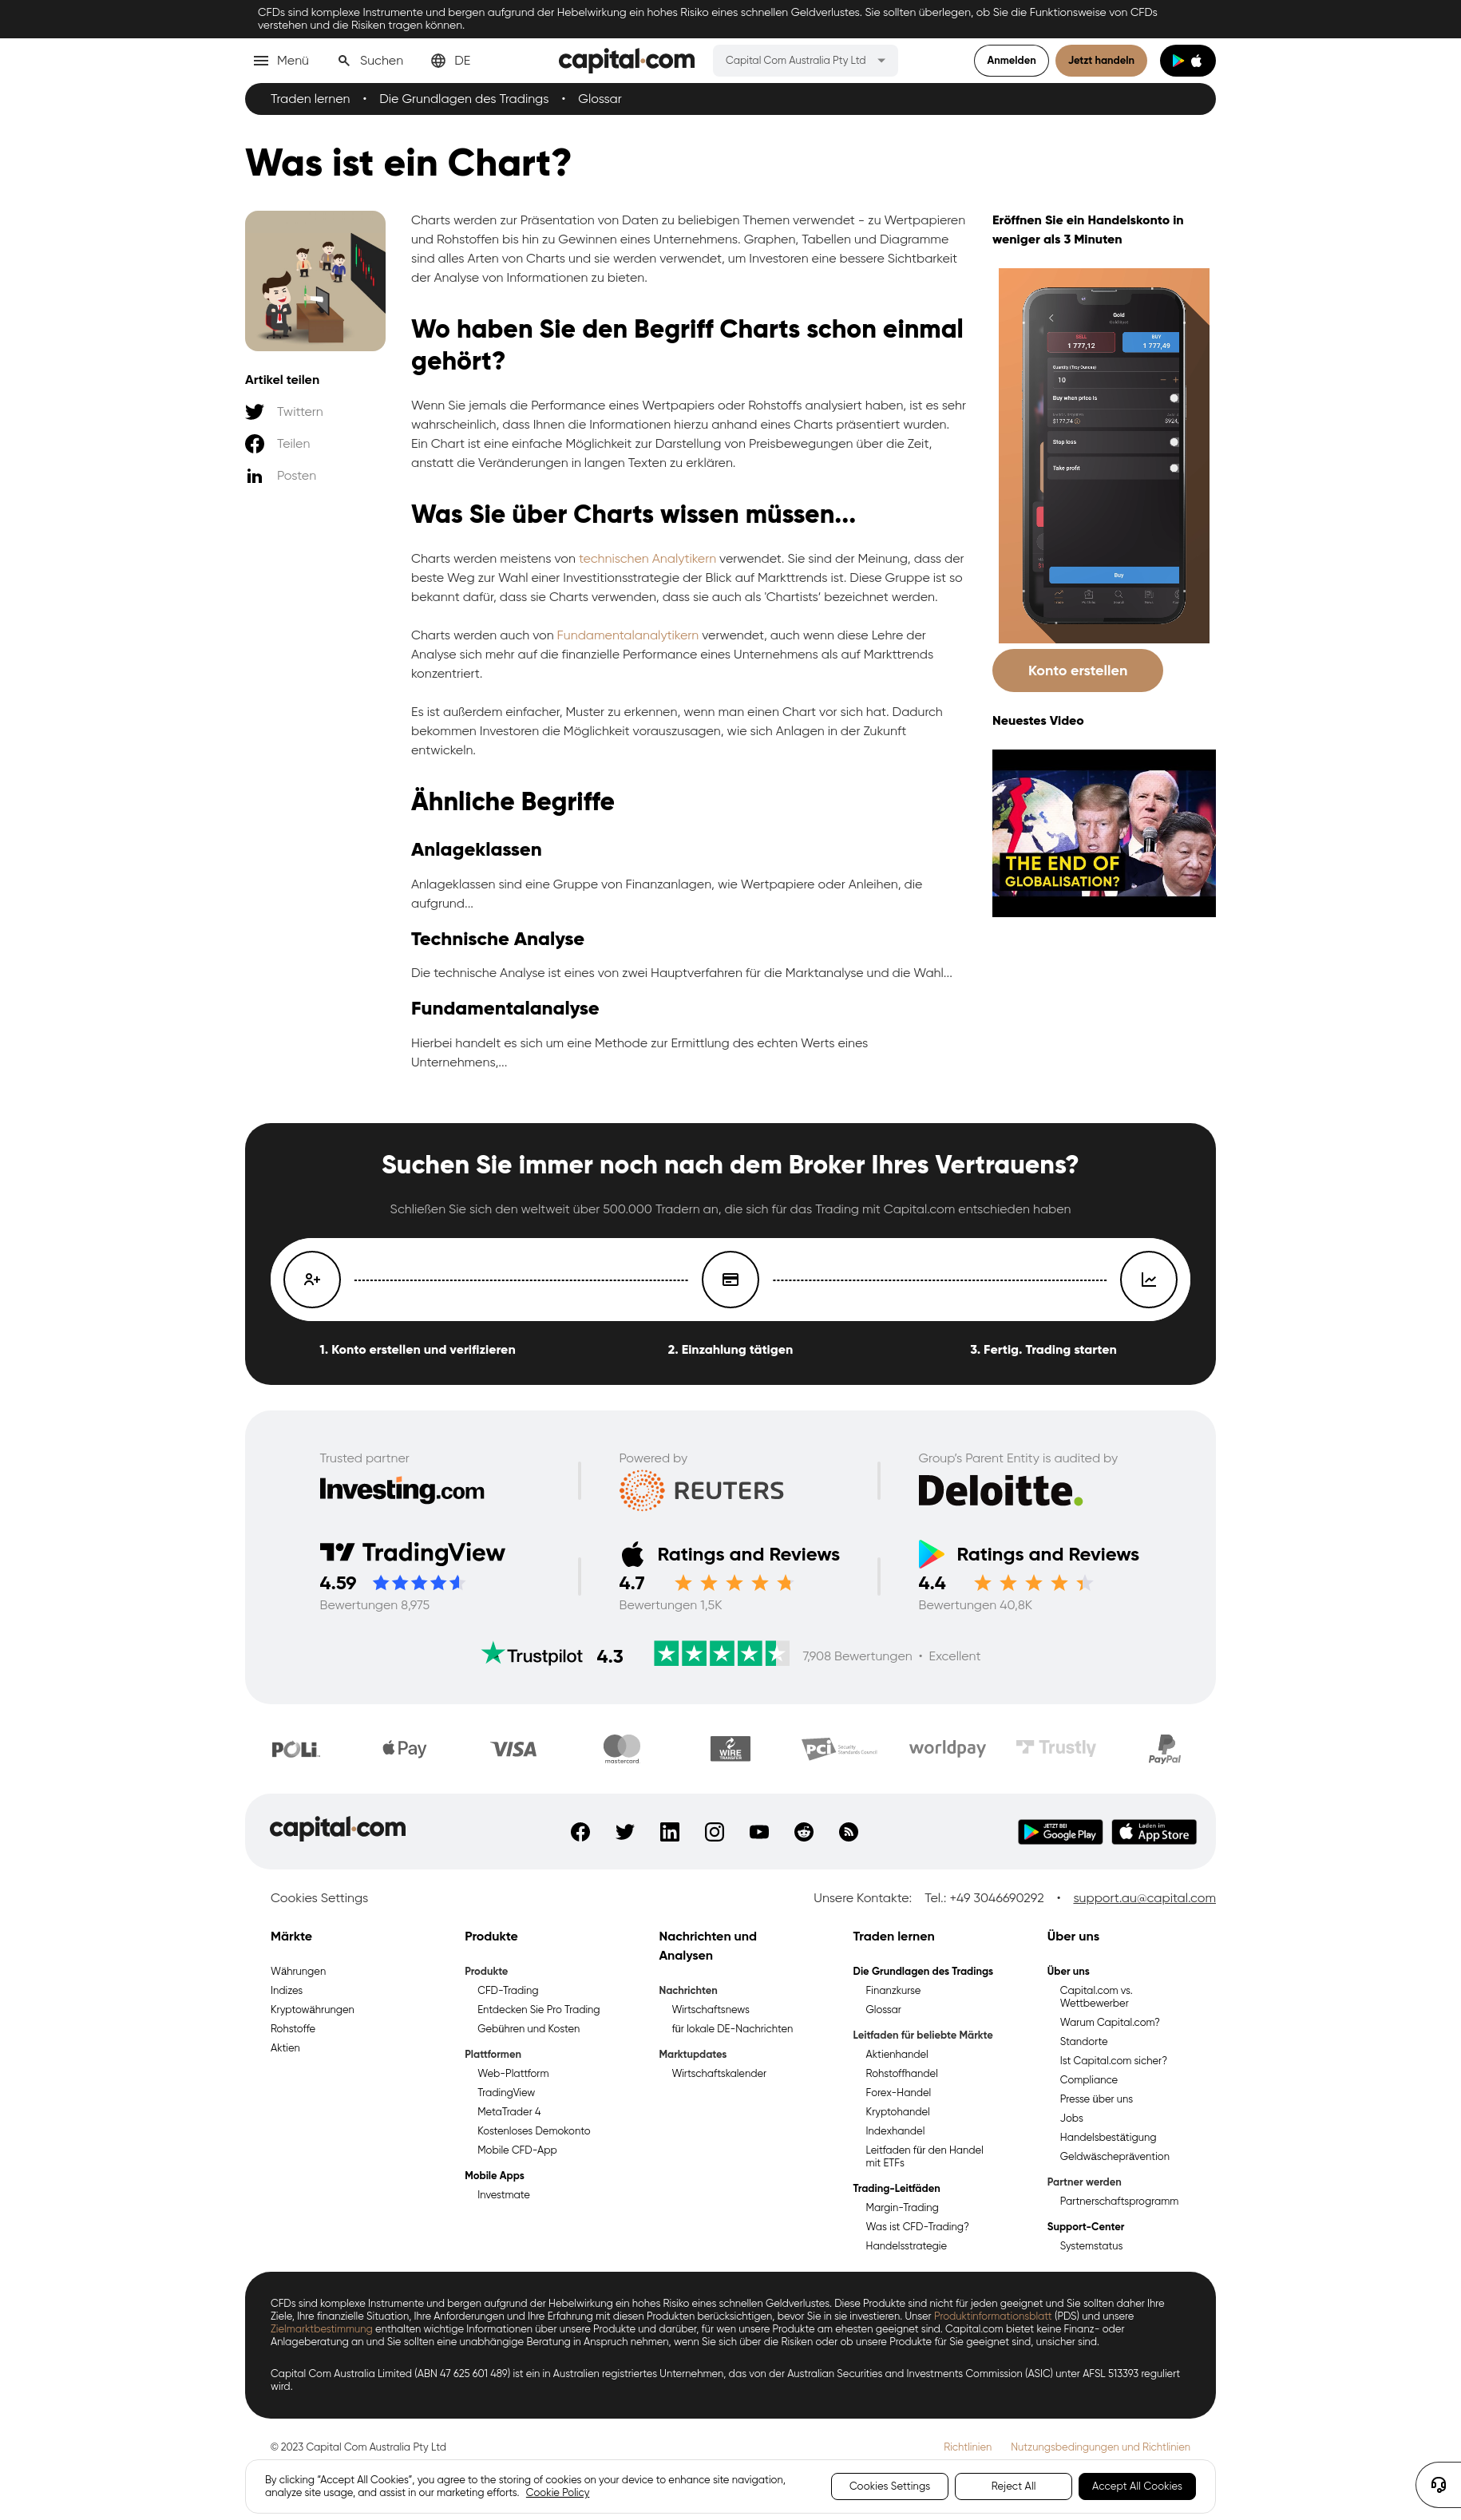 CFDs sind komplexe Instrumente und bergen aufgrund der Hebelwirkung ein hohes Risiko eines schnellen Geldverlustes. Sie sollten überlegen, ob Sie die Funktionsweise von CFDs
verstehen und die Risiken tragen können.
Menü Suchen DE capital.com Capital Com Australia Pty Ltd Anmelden Jetzt handeln
Traden lernen • Die Grundlagen des Tradings • Glossar
Was ist ein Chart?
Charts werden zur Präsentation von Daten zu beliebigen Themen verwendet - zu Wertpapieren
und Rohstoffen bis hin zu Gewinnen eines Unternehmens. Graphen, Tabellen und Diagramme
sind alles Arten von Charts und sie werden verwendet, um Investoren eine bessere Sichtbarkeit
der Analyse von Informationen zu bieten.
Artikel teilen
Twittern
Teilen
Posten
Wo haben Sie den Begriff Charts schon einmal
gehört?
Wenn Sie jemals die Performance eines Wertpapiers oder Rohstoffs analysiert haben, ist es sehr
wahrscheinlich, dass Ihnen die Informationen hierzu anhand eines Charts präsentiert wurden.
Ein Chart ist eine einfache Möglichkeit zur Darstellung von Preisbewegungen über die Zeit,
anstatt die Veränderungen in langen Texten zu erklären.
Was Sie über Charts wissen müssen...
Charts werden meistens von technischen Analytikern verwendet. Sie sind der Meinung, dass der
beste Weg zur Wahl einer Investitionsstrategie der Blick auf Markttrends ist. Diese Gruppe ist so
bekannt dafür, dass sie Charts verwenden, dass sie auch als 'Chartists' bezeichnet werden.
Charts werden auch von Fundamentalanalytikern verwendet, auch wenn diese Lehre der
Analyse sich mehr auf die finanzielle Performance eines Unternehmens als auf Markttrends
konzentriert.
Es ist außerdem einfacher, Muster zu erkennen, wenn man einen Chart vor sich hat. Dadurch
bekommen Investoren die Möglichkeit vorauszusagen, wie sich Anlagen in der Zukunft
entwickeln.
Ähnliche Begriffe
Anlageklassen
Anlageklassen sind eine Gruppe von Finanzanlagen, wie Wertpapiere oder Anleihen, die
aufgrund...
Technische Analyse
Die technische Analyse ist eines von zwei Hauptverfahren für die Marktanalyse und die Wahl...
Fundamentalanalyse
Hierbei handelt es sich um eine Methode zur Ermittlung des echten Werts eines
Unternehmens,...
Eröffnen Sie ein Handelskonto in
weniger als 3 Minuten
Gold
SELL BUY
1 777,12 1 777,49
Quantity (Troy Ounces)
10
Buy when price is
$177,74
Stop loss
Take profit
Buy
Konto erstellen
Neuestes Video
THE END OF
GLOBALISATION?
Suchen Sie immer noch nach dem Broker Ihres Vertrauens?
Schließen Sie sich den weltweit über 500.000 Tradern an, die sich für das Trading mit Capital.com entschieden haben
1. Konto erstellen und verifizieren 2. Einzahlung tätigen 3. Fertig. Trading starten
Trusted partner Powered by Group's Parent Entity is audited by
Investing.com REUTERS Deloitte.
TradingView Ratings and Reviews Ratings and Reviews
4.59 4.7 4.4
Bewertungen 8,975 Bewertungen 1,5K Bewertungen 40,8K
Trustpilot 4.3 7,908 Bewertungen • Excellent
POLi Apple Pay VISA mastercard WIRE TRANSFER PCI Security Standards Council worldpay Trustly PayPal
capital.com JETZT BEI Google Play Laden im App Store
Cookies Settings Unsere Kontakte: Tel.: +49 3046690292 • support.au@capital.com
Märkte
Währungen
Indizes
Kryptowährungen
Rohstoffe
Aktien
Produkte
Produkte
CFD-Trading
Entdecken Sie Pro Trading
Gebühren und Kosten
Plattformen
Web-Plattform
TradingView
MetaTrader 4
Kostenloses Demokonto
Mobile CFD-App
Mobile Apps
Investmate
Nachrichten und
Analysen
Nachrichten
Wirtschaftsnews
für lokale DE-Nachrichten
Marktupdates
Wirtschaftskalender
Traden lernen
Die Grundlagen des Tradings
Finanzkurse
Glossar
Leitfaden für beliebte Märkte
Aktienhandel
Rohstoffhandel
Forex-Handel
Kryptohandel
Indexhandel
Leitfaden für den Handel
mit ETFs
Trading-Leitfäden
Margin-Trading
Was ist CFD-Trading?
Handelsstrategie
Über uns
Über uns
Capital.com vs.
Wettbewerber
Warum Capital.com?
Standorte
Ist Capital.com sicher?
Compliance
Presse über uns
Jobs
Handelsbestätigung
Geldwäscheprävention
Partner werden
Partnerschaftsprogramm
Support-Center
Systemstatus
CFDs sind komplexe Instrumente und bergen aufgrund der Hebelwirkung ein hohes Risiko eines schnellen Geldverlustes. Diese Produkte sind nicht für jeden geeignet und Sie sollten daher Ihre
Ziele, Ihre finanzielle Situation, Ihre Anforderungen und Ihre Erfahrung mit diesen Produkten berücksichtigen, bevor Sie in sie investieren. Unser Produktinformationsblatt (PDS) und unsere
Zielmarktbestimmung enthalten wichtige Informationen über unsere Produkte und darüber, für wen unsere Produkte am ehesten geeignet sind. Capital.com bietet keine Finanz- oder
Anlageberatung an und Sie sollten eine unabhängige Beratung in Anspruch nehmen, wenn Sie sich über die Risiken oder ob unsere Produkte für Sie geeignet sind, unsicher sind.
Capital Com Australia Limited (ABN 47 625 601 489) ist ein in Australien registriertes Unternehmen, das von der Australian Securities and Investments Commission (ASIC) unter AFSL 513393 reguliert
wird.
© 2023 Capital Com Australia Pty Ltd Richtlinien Nutzungsbedingungen und Richtlinien
By clicking "Accept All Cookies", you agree to the storing of cookies on your device to enhance site navigation,
analyze site usage, and assist in our marketing efforts. Cookie Policy
Cookies Settings Reject All Accept All Cookies